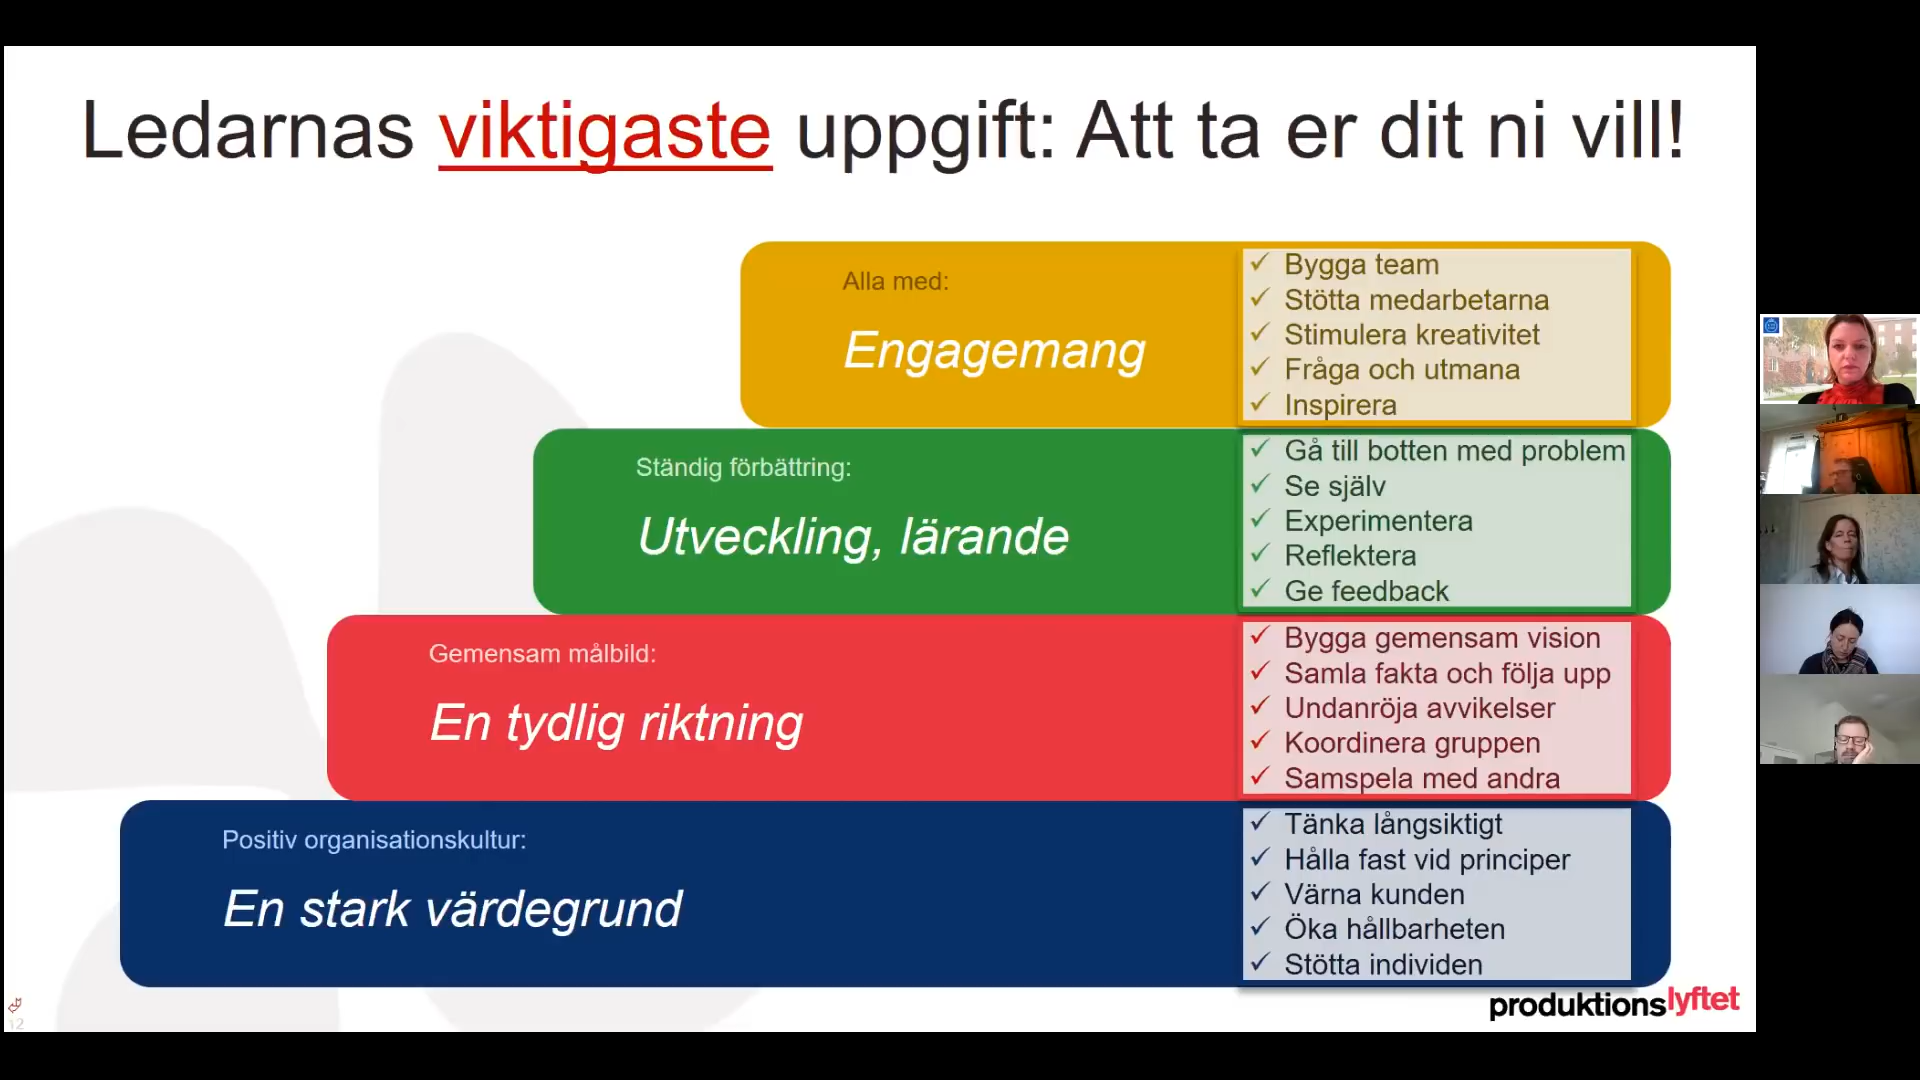 Ledarnas viktigaste uppgift: Att ta er dit ni vill!
Alla med:
Engagemang
✓ Bygga team
✓ Stötta medarbetarna
✓ Stimulera kreativitet
✓ Fråga och utmana
✓ Inspirera
Ständig förbättring:
Utveckling, lärande
✓ Gå till botten med problem
✓ Se själv
✓ Experimentera
✓ Reflektera
✓ Ge feedback
Gemensam målbild:
En tydlig riktning
✓ Bygga gemensam vision
✓ Samla fakta och följa upp
✓ Undanröja avvikelser
✓ Koordinera gruppen
✓ Samspela med andra
Positiv organisationskultur:
En stark värdegrund
✓ Tänka långsiktigt
✓ Hålla fast vid principer
✓ Värna kunden
✓ Öka hållbarheten
✓ Stötta individen
produktionslyftet
12